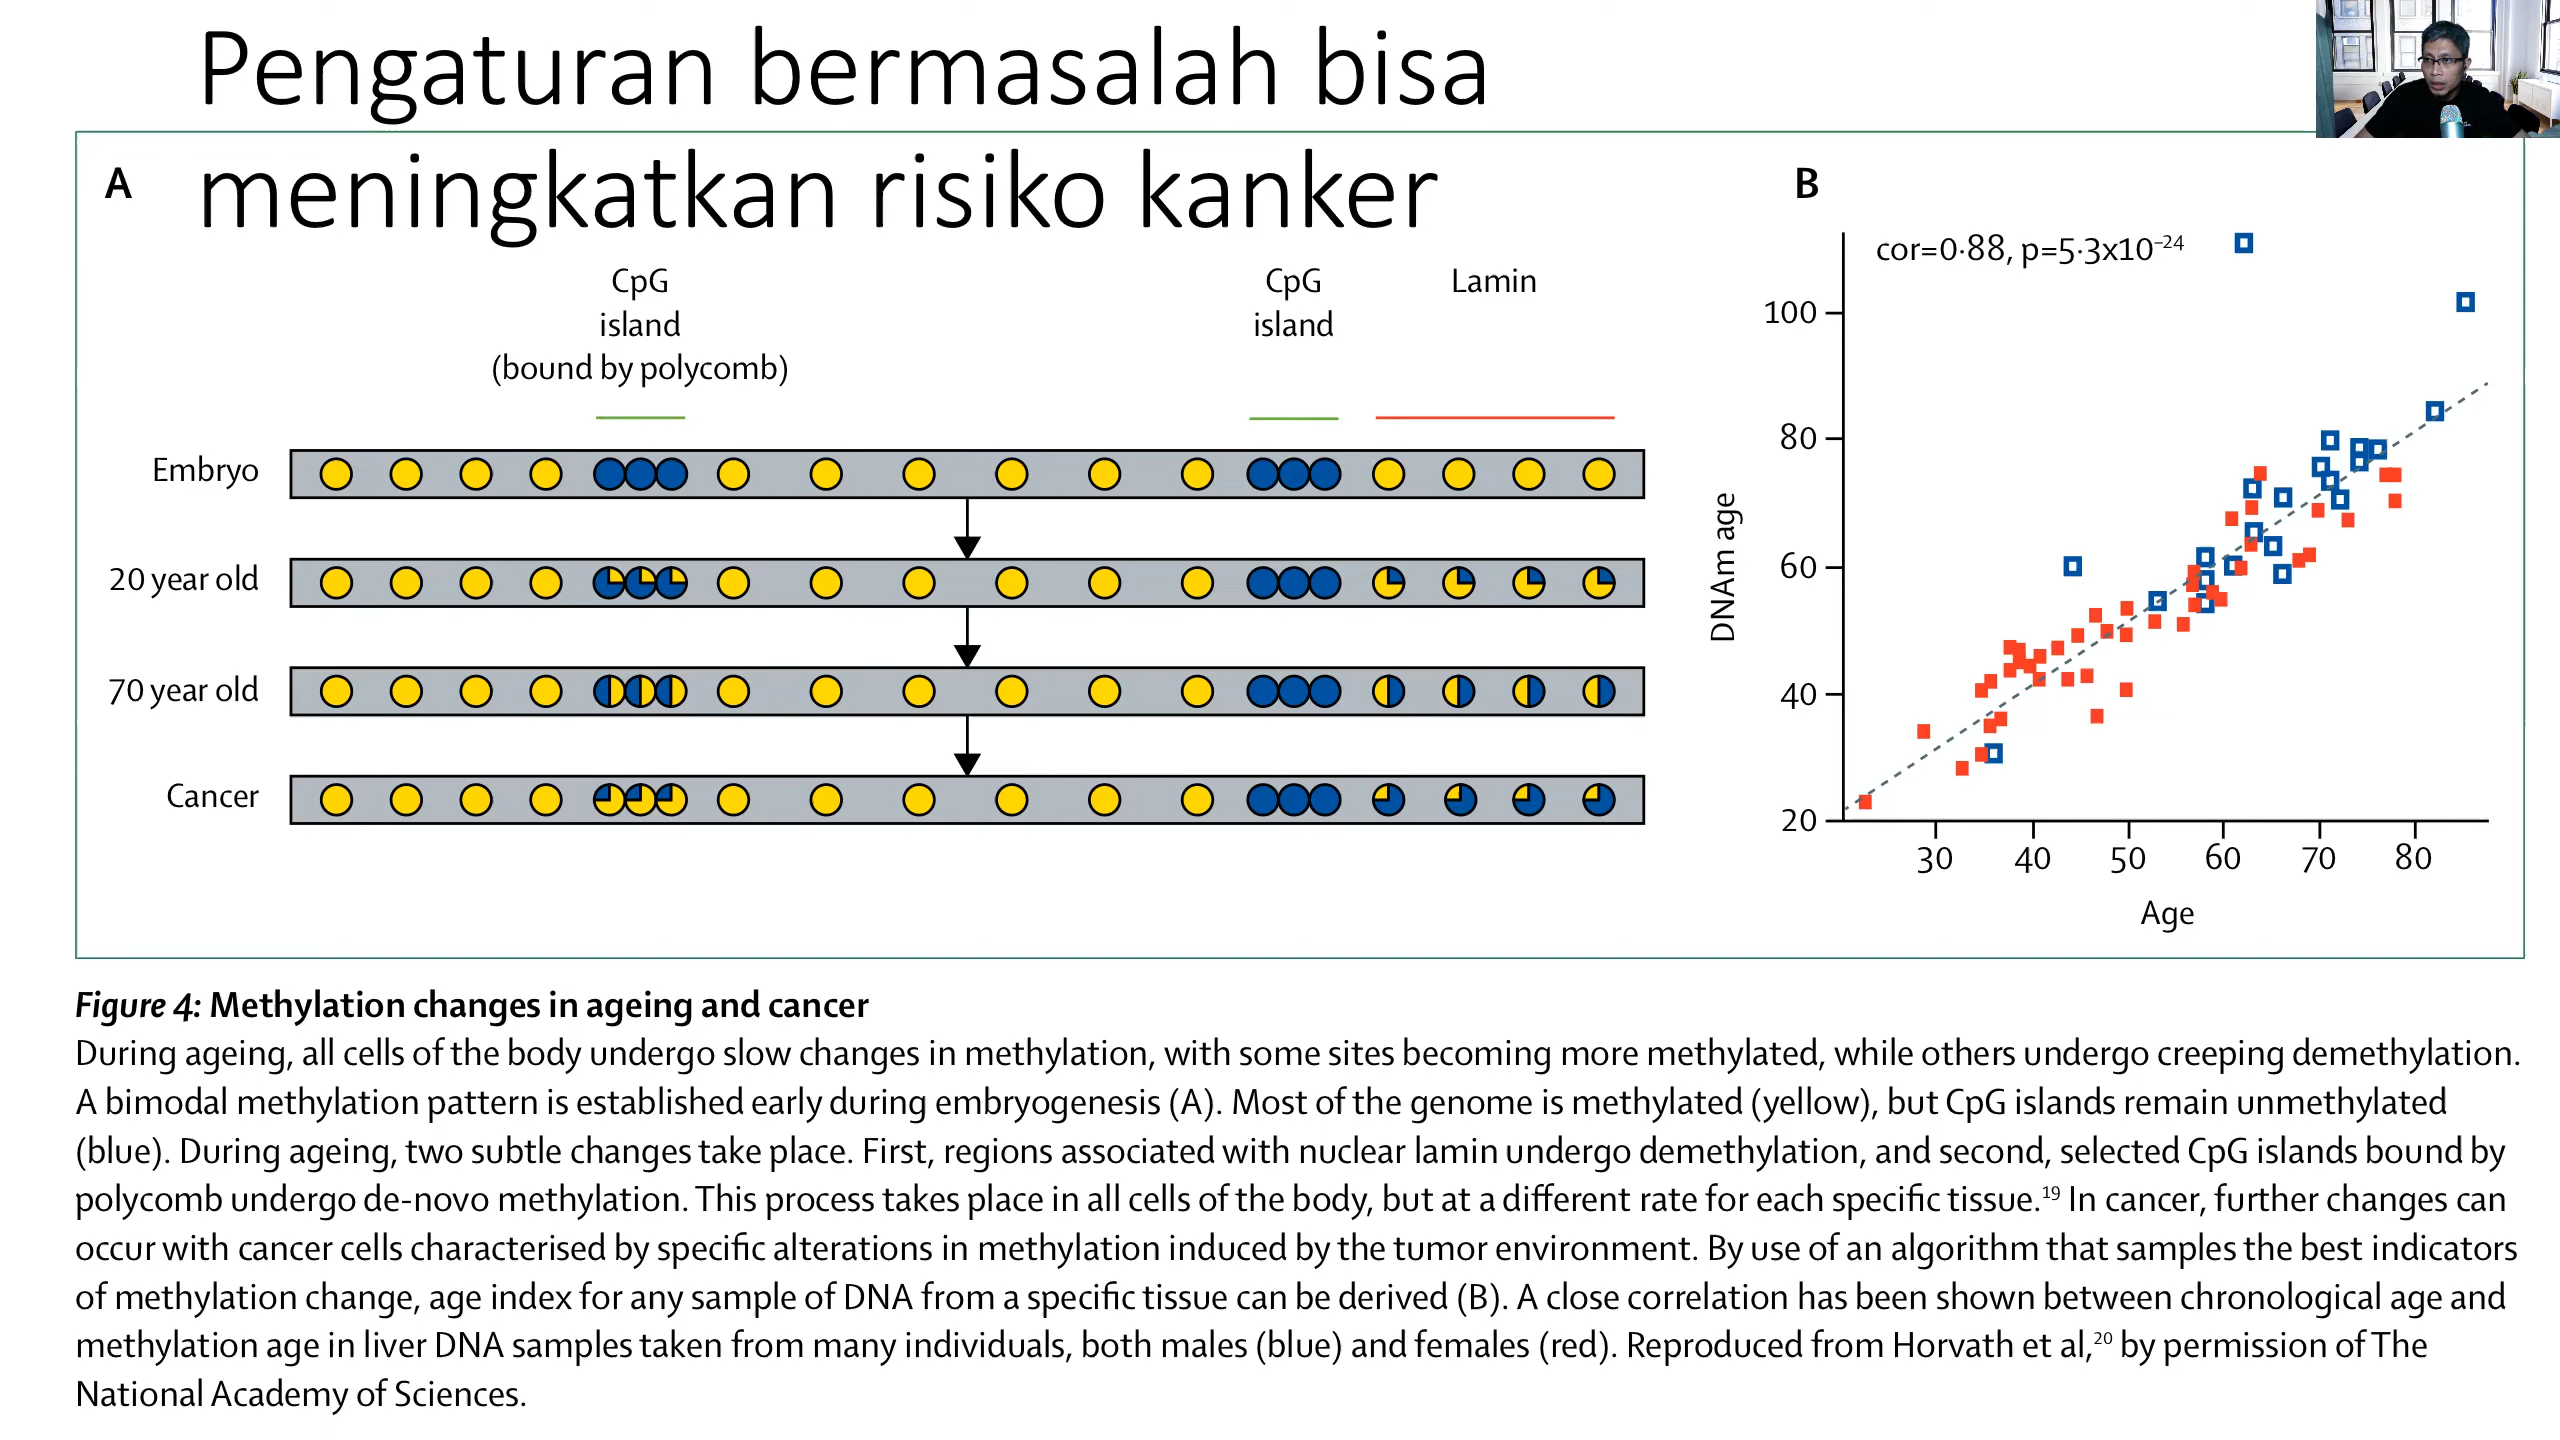 Pengaturan bermasalah bisa
meningkatkan risiko kanker
A
CpG
island
(bound by polycomb)
CpG
island
Lamin
Embryo
20 year old
70 year old
Cancer
B
cor=0·88, p=5·3x10⁻²⁴
100
80
60
40
20
DNAm age
30 40 50 60 70 80
Age
Figure 4: Methylation changes in ageing and cancer
During ageing, all cells of the body undergo slow changes in methylation, with some sites becoming more methylated, while others undergo creeping demethylation.
A bimodal methylation pattern is established early during embryogenesis (A). Most of the genome is methylated (yellow), but CpG islands remain unmethylated
(blue). During ageing, two subtle changes take place. First, regions associated with nuclear lamin undergo demethylation, and second, selected CpG islands bound by
polycomb undergo de-novo methylation. This process takes place in all cells of the body, but at a different rate for each specific tissue.¹⁹ In cancer, further changes can
occur with cancer cells characterised by specific alterations in methylation induced by the tumor environment. By use of an algorithm that samples the best indicators
of methylation change, age index for any sample of DNA from a specific tissue can be derived (B). A close correlation has been shown between chronological age and
methylation age in liver DNA samples taken from many individuals, both males (blue) and females (red). Reproduced from Horvath et al,²⁰ by permission of The
National Academy of Sciences.